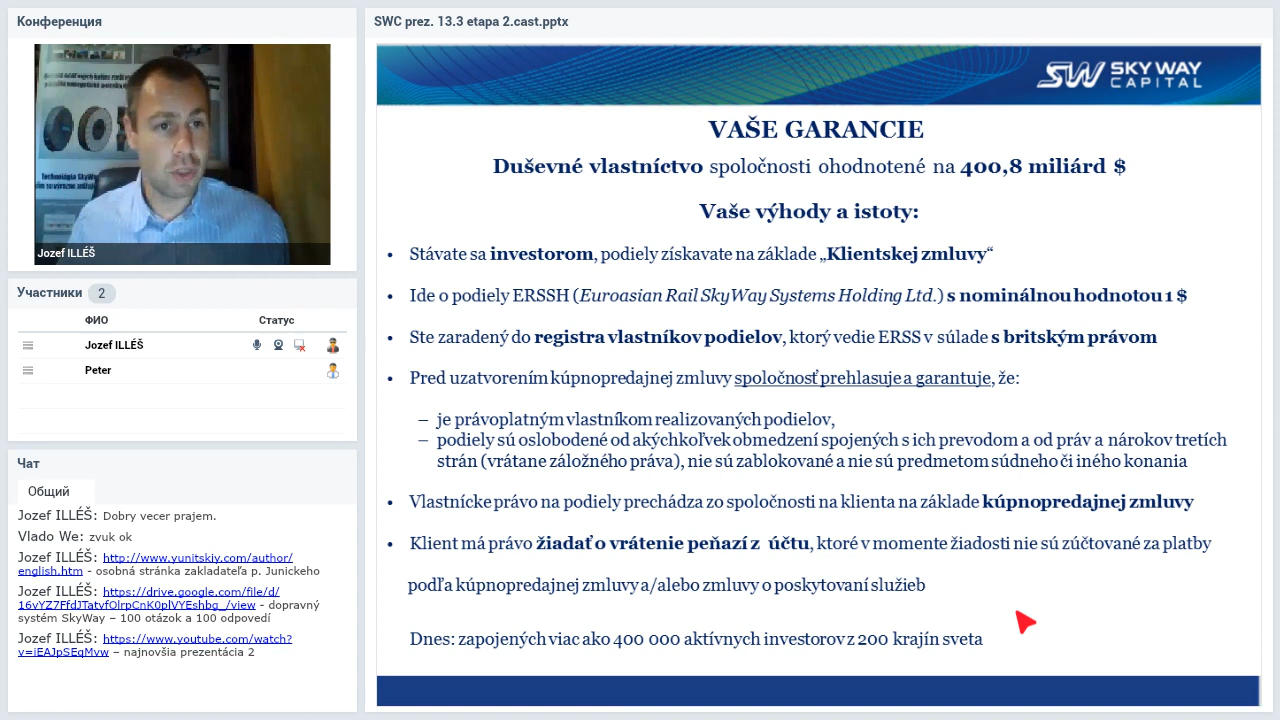 Конференция
Jozef ILLÉŠ
Участники 2
ФИО Статус
Jozef ILLÉŠ
Peter
Чат
Общий
Jozef ILLÉŠ: Dobry vecer prajem.
Vlado We: zvuk ok
Jozef ILLÉŠ: http://www.yunitskiy.com/author/
english.htm - osobná stránka zakladateľa p. Junického
Jozef ILLÉŠ: https://drive.google.com/file/d/
16vYZ7FfdJTatvfOlrpCnK0plVYEshbg_/view - dopravný
systém SkyWay – 100 otázok a 100 odpovedí
Jozef ILLÉŠ: https://www.youtube.com/watch?
v=iEAJpSEqMvw – najnovšia prezentácia 2
SWC prez. 13.3 etapa 2.cast.pptx
SW SKY WAY
CAPITAL
VAŠE GARANCIE
Duševné vlastníctvo spoločnosti ohodnotené na 400,8 miliárd $
Vaše výhody a istoty:
• Stávate sa investorom, podiely získavate na základe „Klientskej zmluvy“
• Ide o podiely ERSSH (Euroasian Rail SkyWay Systems Holding Ltd.) s nominálnou hodnotou 1 $
• Ste zaradený do registra vlastníkov podielov, ktorý vedie ERSS v súlade s britským právom
• Pred uzatvorením kúpnopredajnej zmluvy spoločnosť prehlasuje a garantuje, že:
– je právoplatným vlastníkom realizovaných podielov,
– podiely sú oslobodené od akýchkoľvek obmedzení spojených s ich prevodom a od práv a nárokov tretích
strán (vrátane záložného práva), nie sú zablokované a nie sú predmetom súdneho či iného konania
• Vlastnícke právo na podiely prechádza zo spoločnosti na klienta na základe kúpnopredajnej zmluvy
• Klient má právo žiadať o vrátenie peňazí z účtu, ktoré v momente žiadosti nie sú zúčtované za platby
podľa kúpnopredajnej zmluvy a/alebo zmluvy o poskytovaní služieb
Dnes: zapojených viac ako 400 000 aktívnych investorov z 200 krajín sveta